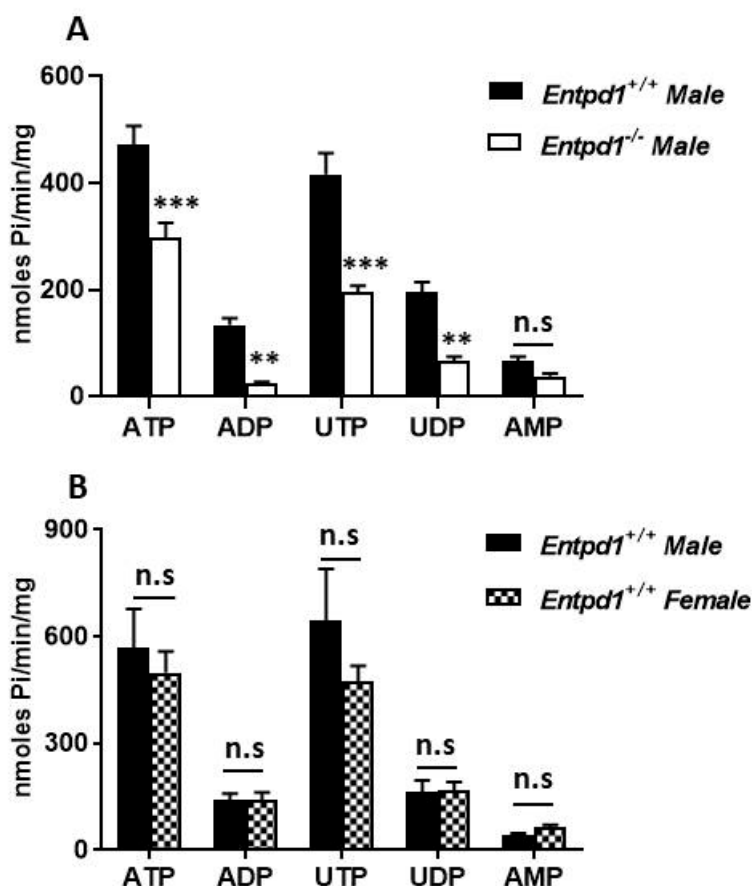 A
600
400
200
0
nmoles Pi/min/mg
Entpd1+/+ Male
Entpd1-/- Male
***
**
***
**
n.s
ATP ADP UTP UDP AMP
B
900
600
300
0
nmoles Pi/min/mg
Entpd1+/+ Male
Entpd1+/+ Female
n.s
n.s
n.s
n.s
n.s
ATP ADP UTP UDP AMP